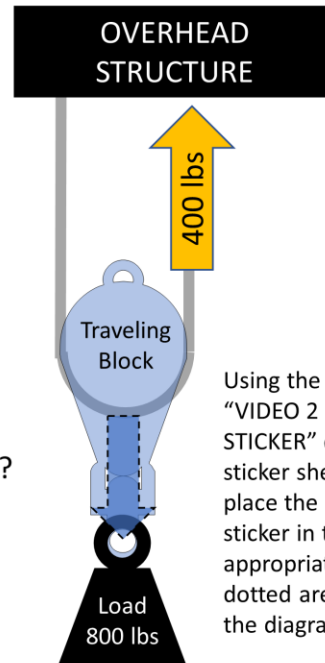 OVERHEAD
STRUCTURE
400 lbs
Traveling
Block
?
Using the
“VIDEO 2
STICKER”
sticker she
place the
sticker in t
appropriat
dotted are
the diagra
Load
800 lbs